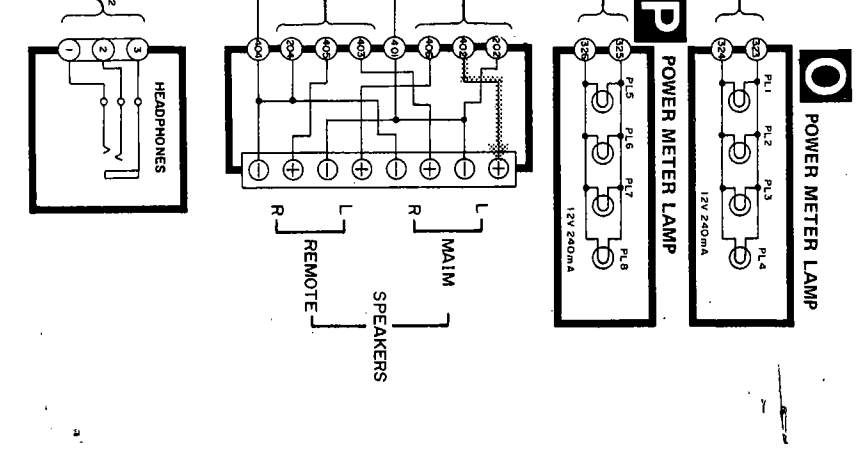 2
1 2 3
HEADPHONES
404 204 405 403 401 406 402 202
− + − + − + − +
R L R L
REMOTE MAIM
SPEAKERS
P POWER METER LAMP
326 325
PL5
PL6
PL7
PL8
12V 240mA
O POWER METER LAMP
324 323
PL1
PL2
PL3
PL4
12V 240mA